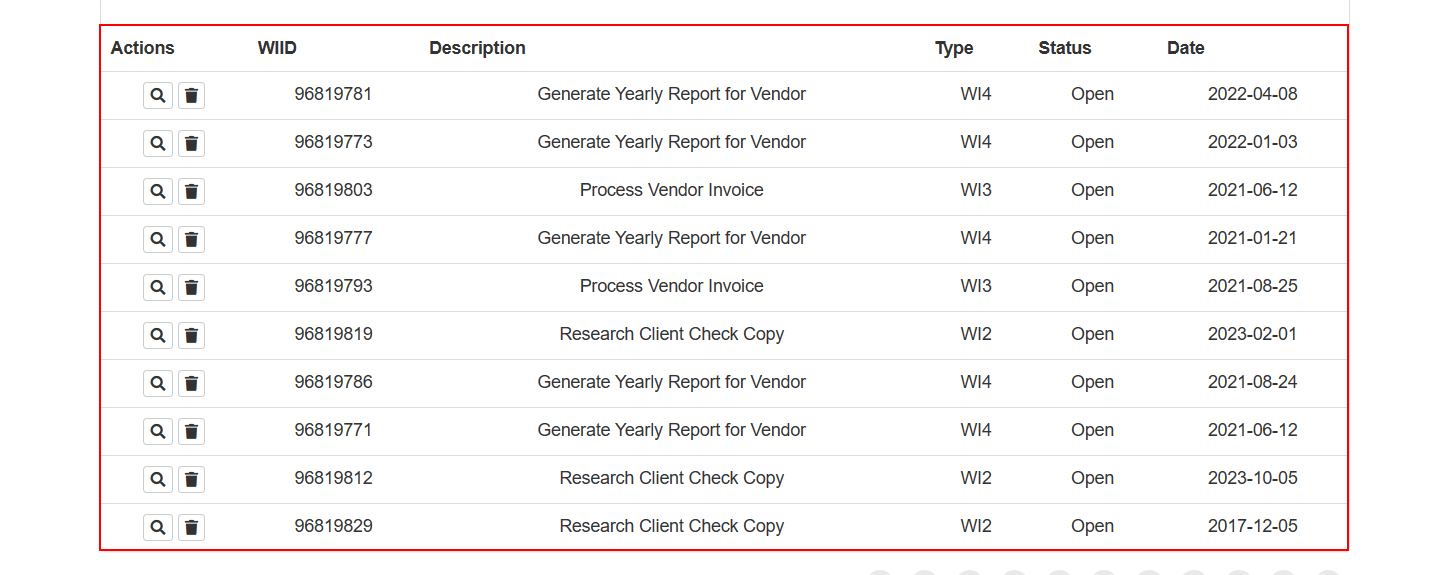 Actions WIID Description Type Status Date
96819781 Generate Yearly Report for Vendor WI4 Open 2022-04-08
96819773 Generate Yearly Report for Vendor WI4 Open 2022-01-03
96819803 Process Vendor Invoice WI3 Open 2021-06-12
96819777 Generate Yearly Report for Vendor WI4 Open 2021-01-21
96819793 Process Vendor Invoice WI3 Open 2021-08-25
96819819 Research Client Check Copy WI2 Open 2023-02-01
96819786 Generate Yearly Report for Vendor WI4 Open 2021-08-24
96819771 Generate Yearly Report for Vendor WI4 Open 2021-06-12
96819812 Research Client Check Copy WI2 Open 2023-10-05
96819829 Research Client Check Copy WI2 Open 2017-12-05